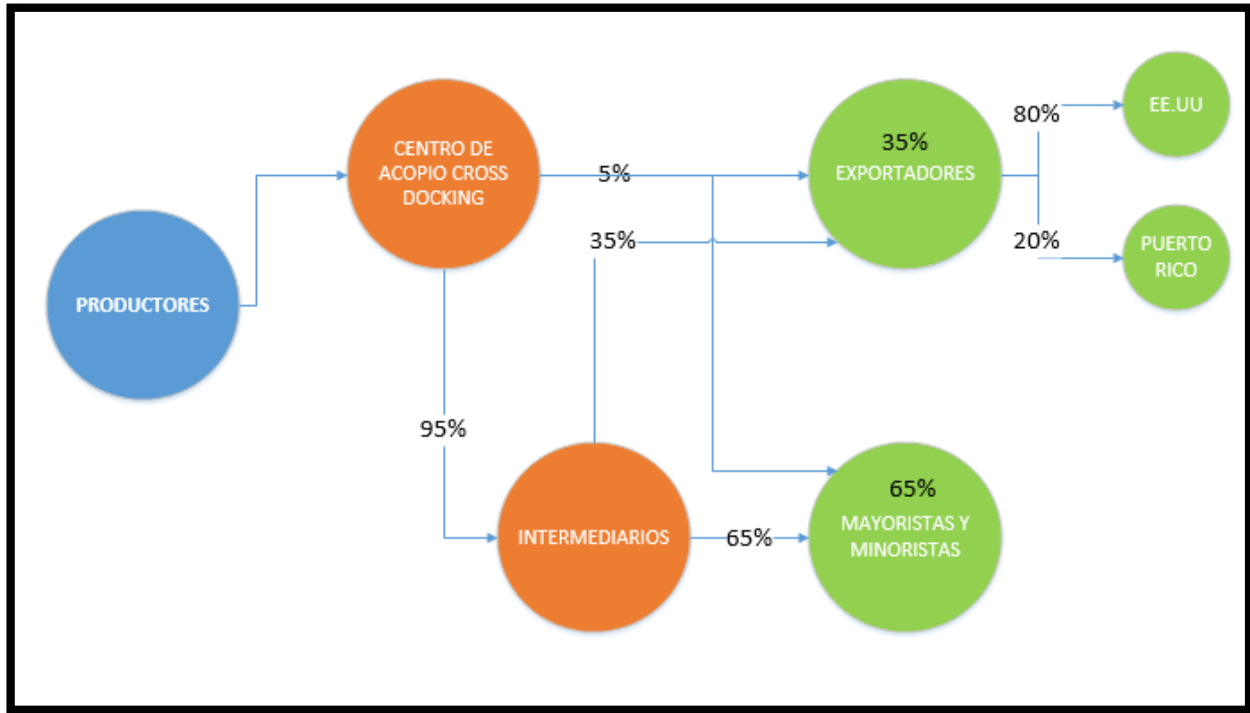 PRODUCTORES
CENTRO DE
ACOPIO CROSS
DOCKING
5%
35%
95%
INTERMEDIARIOS
65%
35%
EXPORTADORES
65%
MAYORISTAS Y
MINORISTAS
80%
20%
EE.UU
PUERTO
RICO